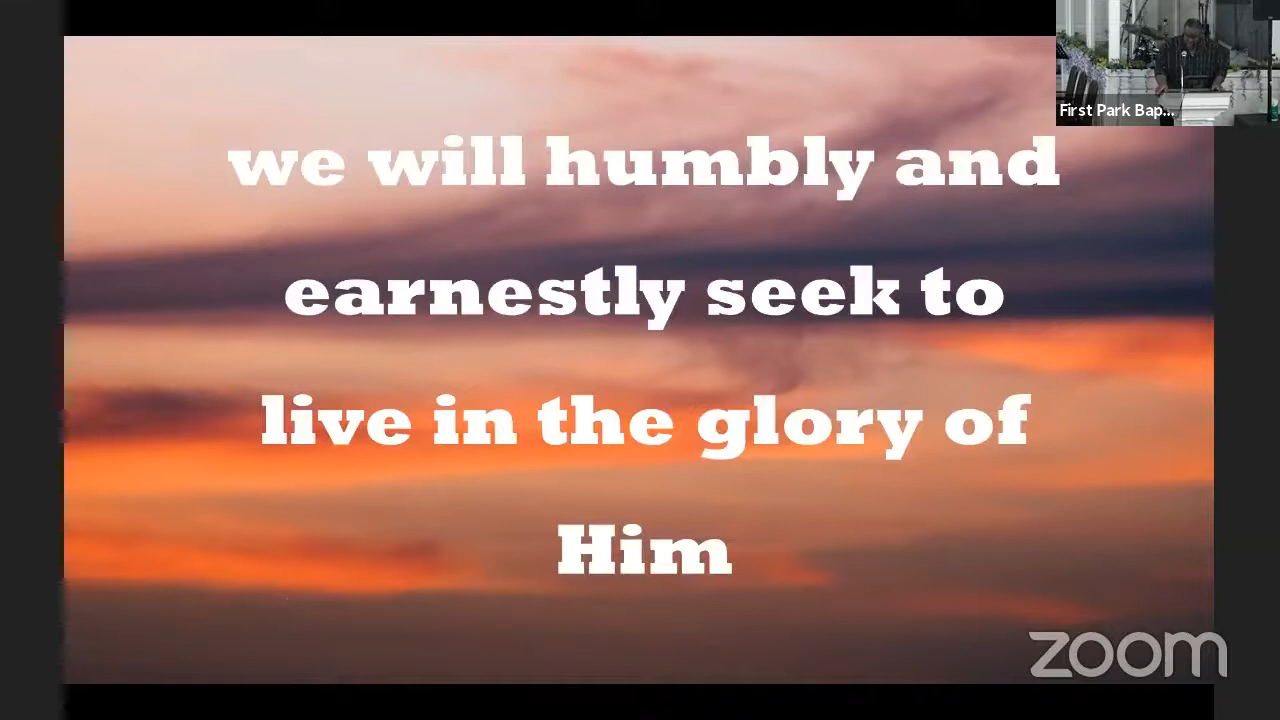 First Park Bap...
we will humbly and
earnestly seek to
live in the glory of
Him
zoom